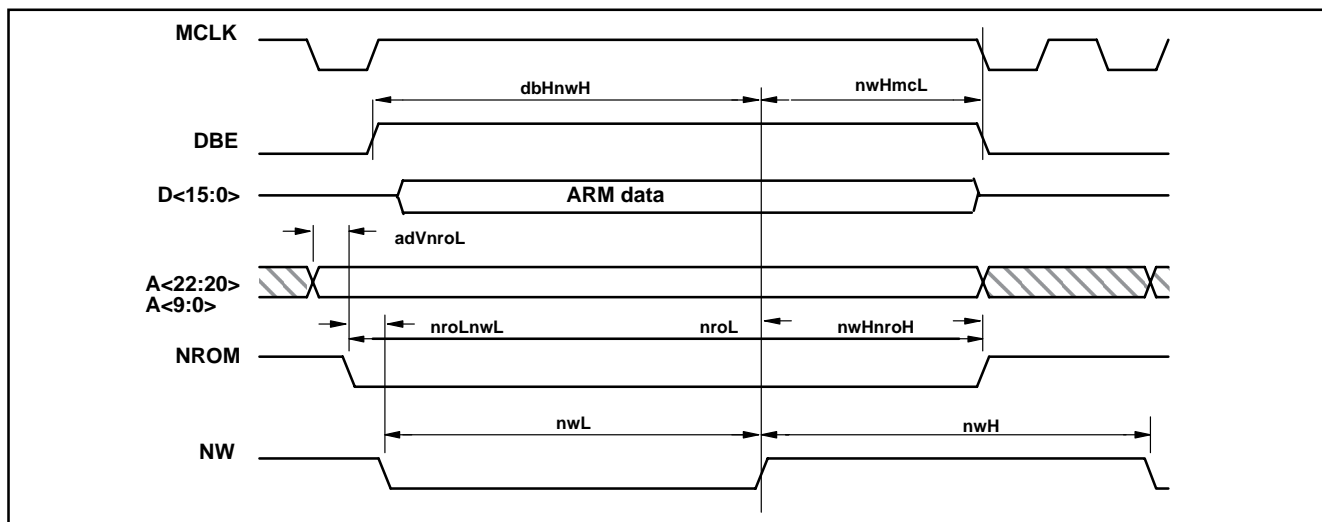 MCLK
dbHnwH nwHmcL
DBE
D<15:0> ARM data
adVnroL
A<22:20>
A<9:0>
nroLnwL nroL nwHnroH
NROM
nwL nwH
NW